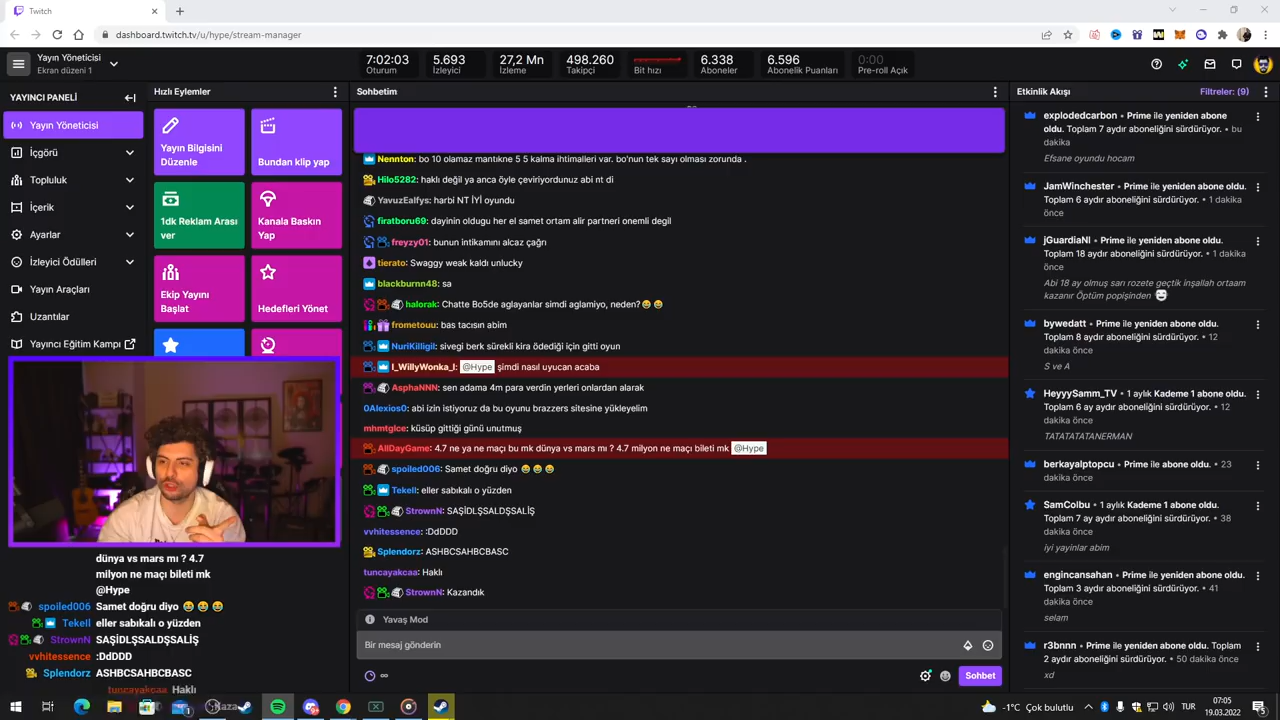 Twitch
dashboard.twitch.tv/u/hype/stream-manager
Yayın Yöneticisi
Ekran düzeni 1
7:02:03
Oturum
5.693
İzleyici
27,2 Mn
İzleme
498.260
Takipçi
Bit hızı
6.338
Aboneler
6.596
Abonelik Puanları
0:00
Pre-roll Açık
YAYINCI PANELİ
Yayın Yöneticisi
İçgörü
Topluluk
İçerik
Ayarlar
İzleyici Ödülleri
Yayın Araçları
Uzantılar
Yayıncı Eğitim Kampı
Hızlı Eylemler
Yayın Bilgisini
Düzenle
Bundan klip yap
1dk Reklam Arası
ver
Kanala Baskın
Yap
Ekip Yayını
Başlat
Hedefleri Yönet
dünya vs mars mı ? 4.7
milyon ne maçı bileti mk
@Hype
spoiled006 Samet doğru diyo
Tekell eller sabıkalı o yüzden
StrownN SAŞİDLŞSALDŞSALİŞ
vvhitessence :DdDDD
Splendorz ASHBCSAHBCBASC
tuncayakcaa Haklı
Sohbetim
Nennton: bo 10 olamaz mantıkne 5 5 kalma ihtimalleri var. bo'nun tek sayı olması zorunda .
Hilo5282: haklı değil ya anca öyle çeviriyordunuz abi nt di
YavuzEalfys: harbi NT İYİ oyundu
firatboru69: dayinin oldugu her el samet ortam alir partneri onemli degil
freyzy01: bunun intikamını alcaz çağrı
tierato: Swaggy weak kaldı unlucky
blackburnn48: sa
halorak: Chatte Bo5de aglayanlar simdi aglamiyo, neden?😂😂
frometouu: bas tacısın abim
NuriKilligil: sivegi berk sürekli kira ödediği için gitti oyun
I_WillyWonka_I: @Hype şimdi nasıl uyucan acaba
AsphaNNN: sen adama 4m para verdin yerleri onlardan alarak
0Alexios0: abi izin istiyoruz da bu oyunu brazzers sitesine yükleyelim
mhmtglce: küsüp gittiği günü unutmuş
AllDayGame: 4.7 ne ya ne maçı bu mk dünya vs mars mı ? 4.7 milyon ne maçı bileti mk @Hype
spoiled006: Samet doğru diyo 😂 😂 😂
Tekell: eller sabıkalı o yüzden
StrownN: SAŞİDLŞSALDŞSALİŞ
vvhitessence: :DdDDD
Splendorz: ASHBCSAHBCBASC
tuncayakcaa: Haklı
StrownN: Kazandık
Yavaş Mod
Bir mesaj gönderin
Sohbet
Etkinlik Akışı
Filtreler: (9)
explodedcarbon • Prime ile yeniden abone
oldu. Toplam 7 aydır aboneliğini sürdürüyor. • bu
dakika
Efsane oyundu hocam
JamWinchester • Prime ile yeniden abone oldu.
Toplam 6 aydır aboneliğini sürdürüyor. • 1 dakika
önce
jGuardiaNl • Prime ile yeniden abone oldu.
Toplam 18 aydır aboneliğini sürdürüyor. • 1 dakika
önce
Abi 18 ay olmuş sarı rozete geçtik inşallah ortaam
kazanır Öptüm popişinden
bywedatt • Prime ile yeniden abone oldu.
Toplam 8 aydır aboneliğini sürdürüyor. • 12
dakika önce
S ve A
HeyyySamm_TV • 1 aylık Kademe 1 abone oldu.
Toplam 6 ay aydır aboneliğini sürdürüyor. • 12
dakika önce
TATATATATANERMAN
berkayalptopcu • Prime ile abone oldu. • 23
dakika önce
SamColbu • 1 aylık Kademe 1 abone oldu.
Toplam 7 ay aydır aboneliğini sürdürüyor. • 38
dakika önce
iyi yayinlar abim
engincansahan • Prime ile yeniden abone oldu.
Toplam 3 aydır aboneliğini sürdürüyor. • 41
dakika önce
selam
r3bnnn • Prime ile yeniden abone oldu. Toplam
2 aydır aboneliğini sürdürüyor. • 50 dakika önce
xd
-1°C Çok bulutlu
TUR
07:05
19.03.2022
5